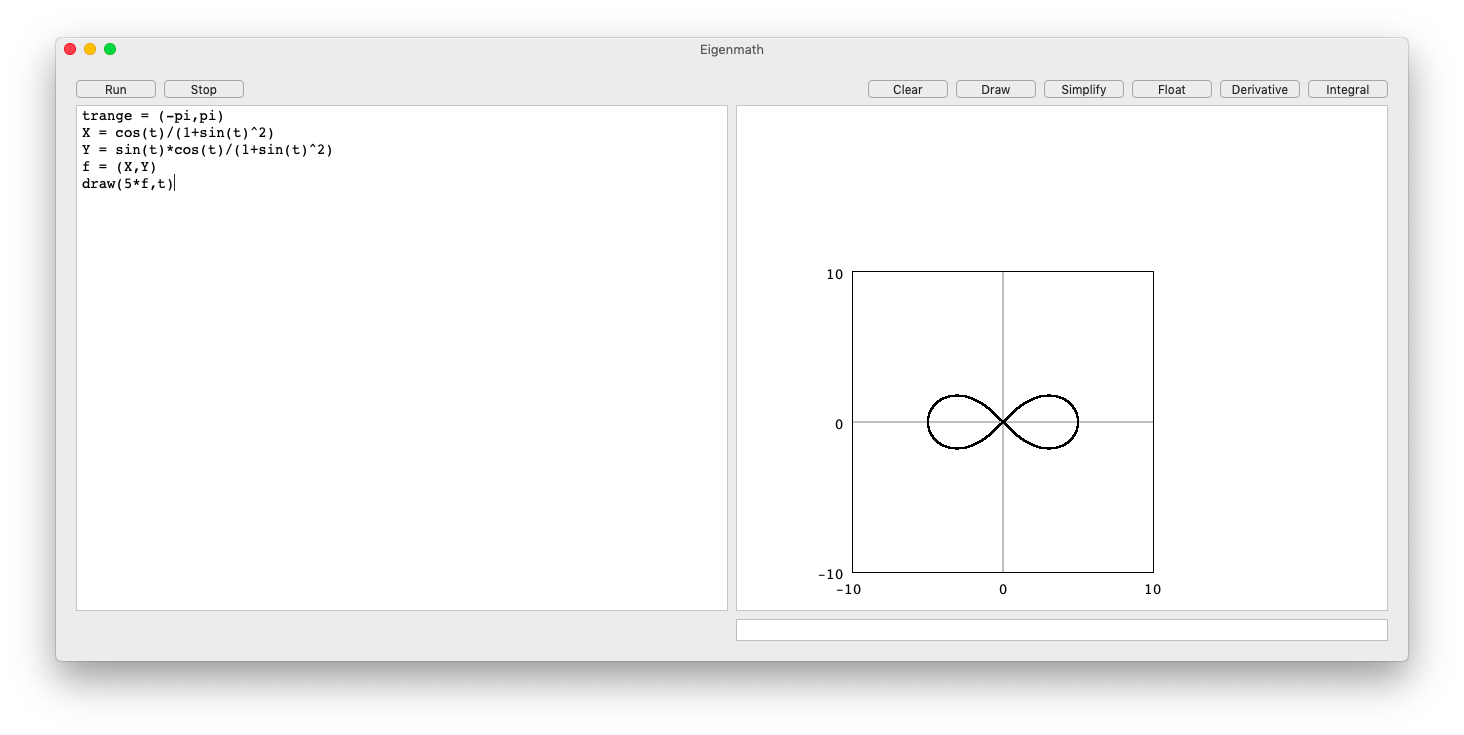 Eigenmath
Run Stop Clear Draw Simplify Float Derivative Integral
trange = (-pi,pi)
X = cos(t)/(1+sin(t)^2)
Y = sin(t)*cos(t)/(1+sin(t)^2)
f = (X,Y)
draw(5*f,t)
10
0
-10
-10 0 10